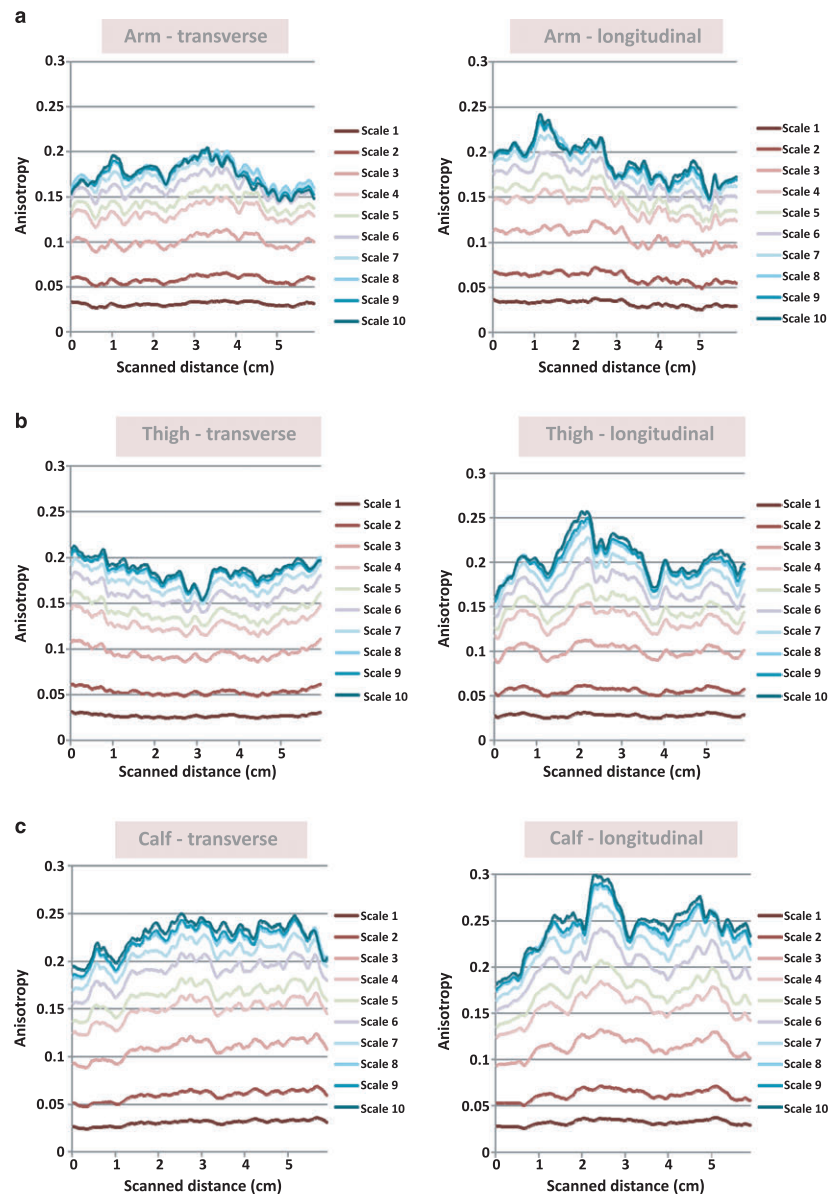 a
Arm - transverse
Arm - longitudinal
0.3
0.25
0.2
0.15
0.1
0.05
0
Anisotropy
0 1 2 3 4 5
Scanned distance (cm)
Scale 1
Scale 2
Scale 3
Scale 4
Scale 5
Scale 6
Scale 7
Scale 8
Scale 9
Scale 10
0.3
0.25
0.2
0.15
0.1
0.05
0
Anisotropy
0 1 2 3 4 5
Scanned distance (cm)
Scale 1
Scale 2
Scale 3
Scale 4
Scale 5
Scale 6
Scale 7
Scale 8
Scale 9
Scale 10
b
Thigh - transverse
Thigh - longitudinal
0.3
0.25
0.2
0.15
0.1
0.05
0
Anisotropy
0 1 2 3 4 5
Scanned distance (cm)
Scale 1
Scale 2
Scale 3
Scale 4
Scale 5
Scale 6
Scale 7
Scale 8
Scale 9
Scale 10
0.3
0.25
0.2
0.15
0.1
0.05
0
Anisotropy
0 1 2 3 4 5
Scanned distance (cm)
Scale 1
Scale 2
Scale 3
Scale 4
Scale 5
Scale 6
Scale 7
Scale 8
Scale 9
Scale 10
c
Calf - transverse
Calf - longitudinal
0.3
0.25
0.2
0.15
0.1
0.05
0
Anisotropy
0 1 2 3 4 5
Scanned distance (cm)
Scale 1
Scale 2
Scale 3
Scale 4
Scale 5
Scale 6
Scale 7
Scale 8
Scale 9
Scale 10
0.3
0.25
0.2
0.15
0.1
0.05
0
Anisotropy
0 1 2 3 4 5
Scanned distance (cm)
Scale 1
Scale 2
Scale 3
Scale 4
Scale 5
Scale 6
Scale 7
Scale 8
Scale 9
Scale 10